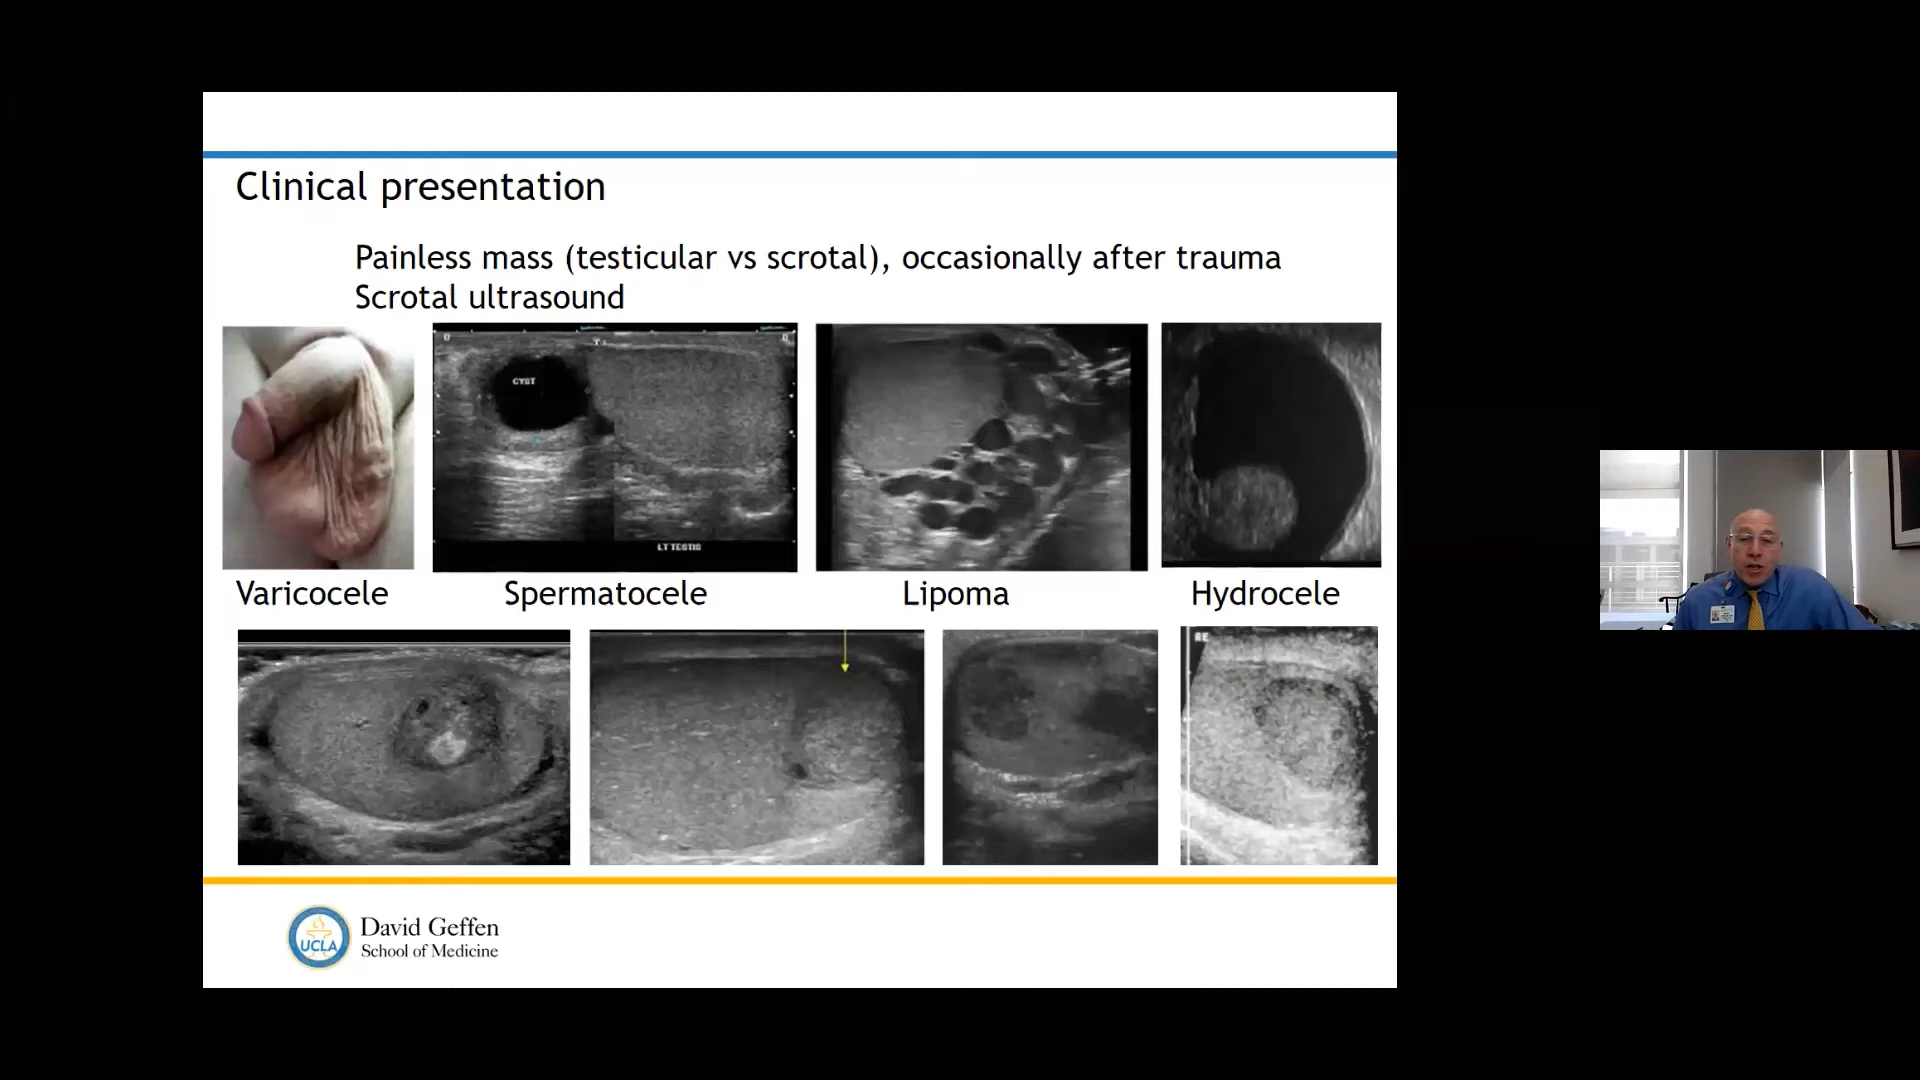 Clinical presentation
Painless mass (testicular vs scrotal), occasionally after trauma
Scrotal ultrasound
CYST
LT TESTIS
Varicocele
Spermatocele
Lipoma
Hydrocele
RE
UCLA
David Geffen
School of Medicine